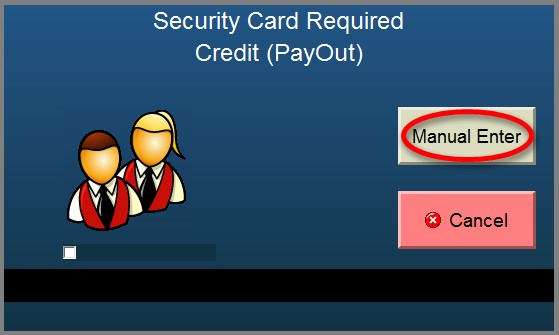 Security Card Required
Credit (PayOut)
Manual Enter
Cancel